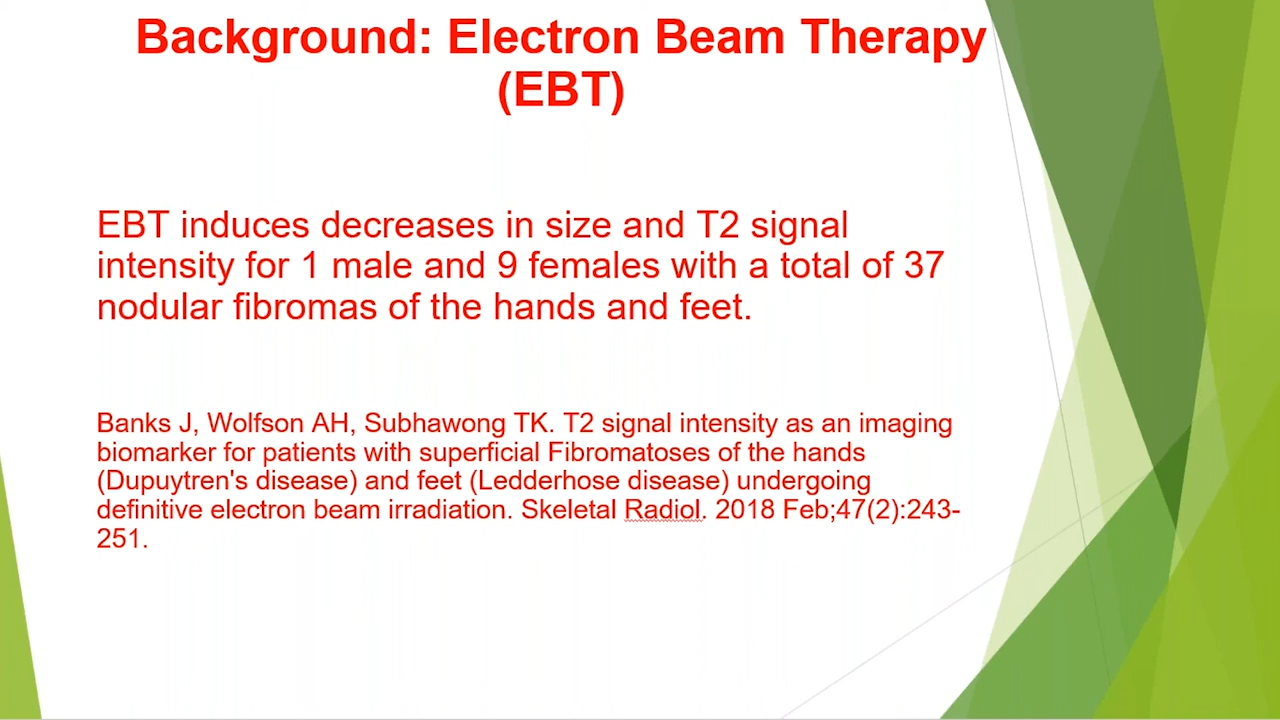 Background: Electron Beam Therapy
(EBT)
EBT induces decreases in size and T2 signal
intensity for 1 male and 9 females with a total of 37
nodular fibromas of the hands and feet.
Banks J, Wolfson AH, Subhawong TK. T2 signal intensity as an imaging
biomarker for patients with superficial Fibromatoses of the hands
(Dupuytren's disease) and feet (Ledderhose disease) undergoing
definitive electron beam irradiation. Skeletal Radiol. 2018 Feb;47(2):243-
251.